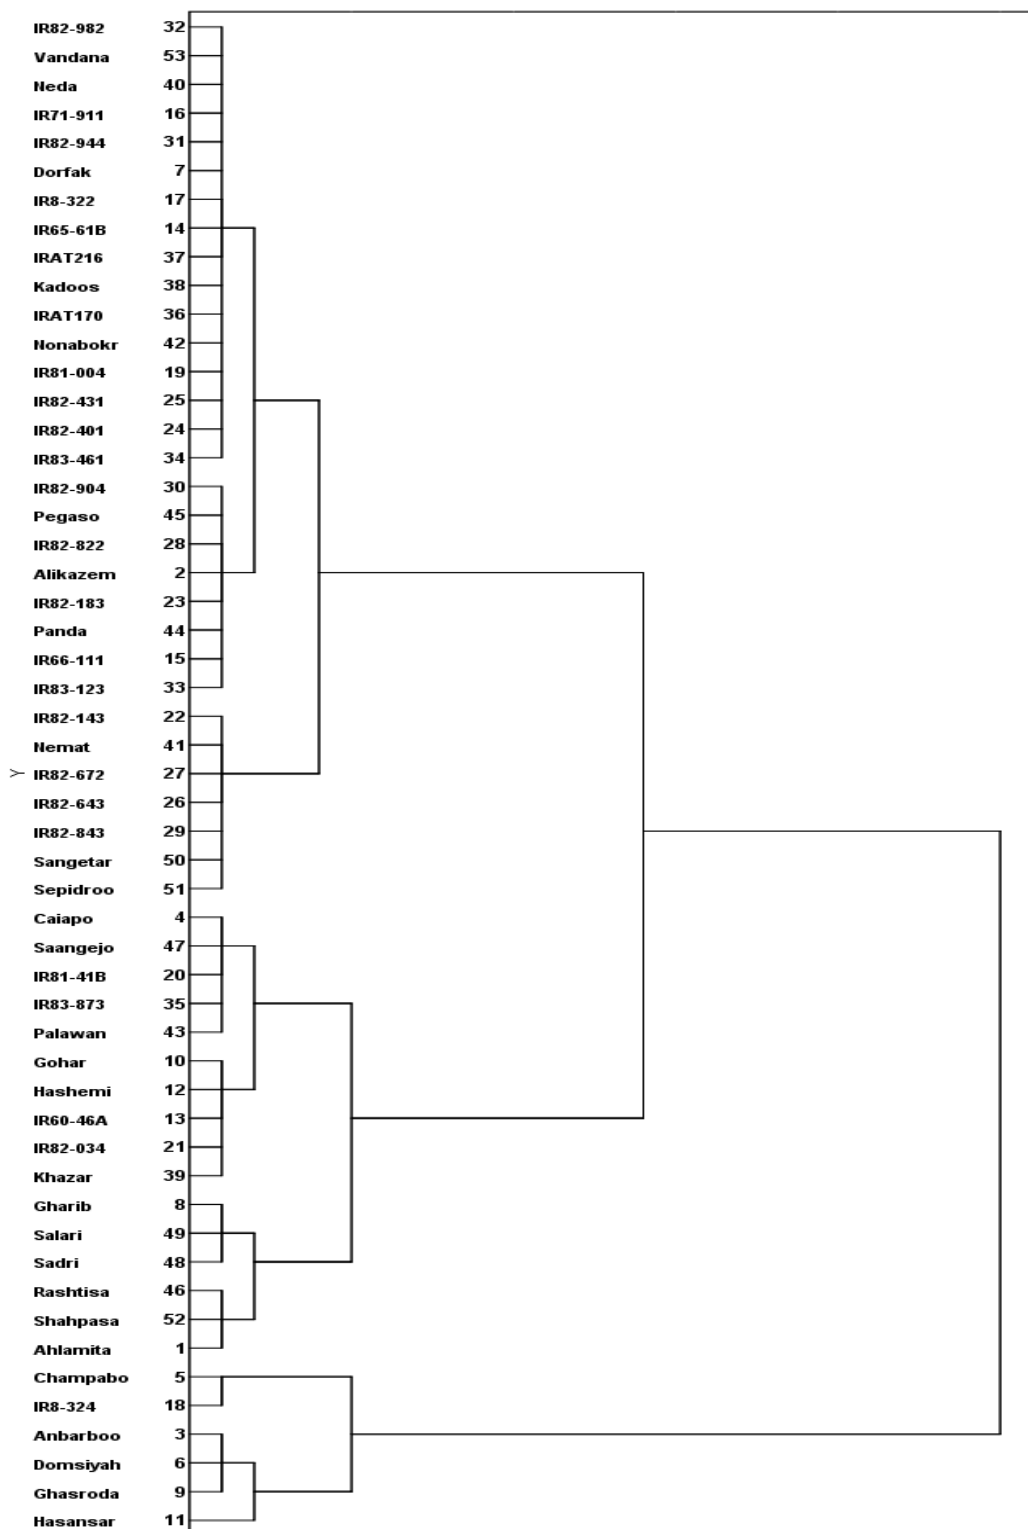 IR82-982 32
Vandana 53
Neda 40
IR71-911 16
IR82-944 31
Dorfak 7
IR8-322 17
IR65-61B 14
IRAT216 37
Kadoos 38
IRAT170 36
Nonabokr 42
IR81-004 19
IR82-431 25
IR82-401 24
IR83-461 34
IR82-904 30
Pegaso 45
IR82-822 28
Alikazem 2
IR82-183 23
Panda 44
IR66-111 15
IR83-123 33
IR82-143 22
Nemat 41
Y IR82-672 27
IR82-643 26
IR82-843 29
Sangetar 50
Sepidroo 51
Caiapo 4
Saangejo 47
IR81-41B 20
IR83-873 35
Palawan 43
Gohar 10
Hashemi 12
IR60-46A 13
IR82-034 21
Khazar 39
Gharib 8
Salari 49
Sadri 48
Rashtisa 46
Shahpasa 52
Ahlamita 1
Champabo 5
IR8-324 18
Anbarboo 3
Domsiyah 6
Ghasroda 9
Hasansar 11